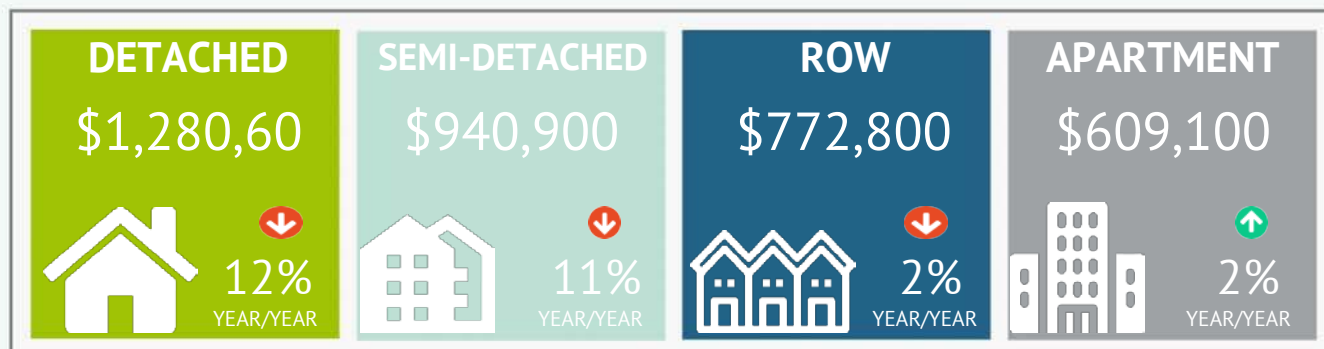 DETACHED
$1,280,60
12%
YEAR/YEAR
SEMI-DETACHED
$940,900
11%
YEAR/YEAR
ROW
$772,800
2%
YEAR/YEAR
APARTMENT
$609,100
2%
YEAR/YEAR